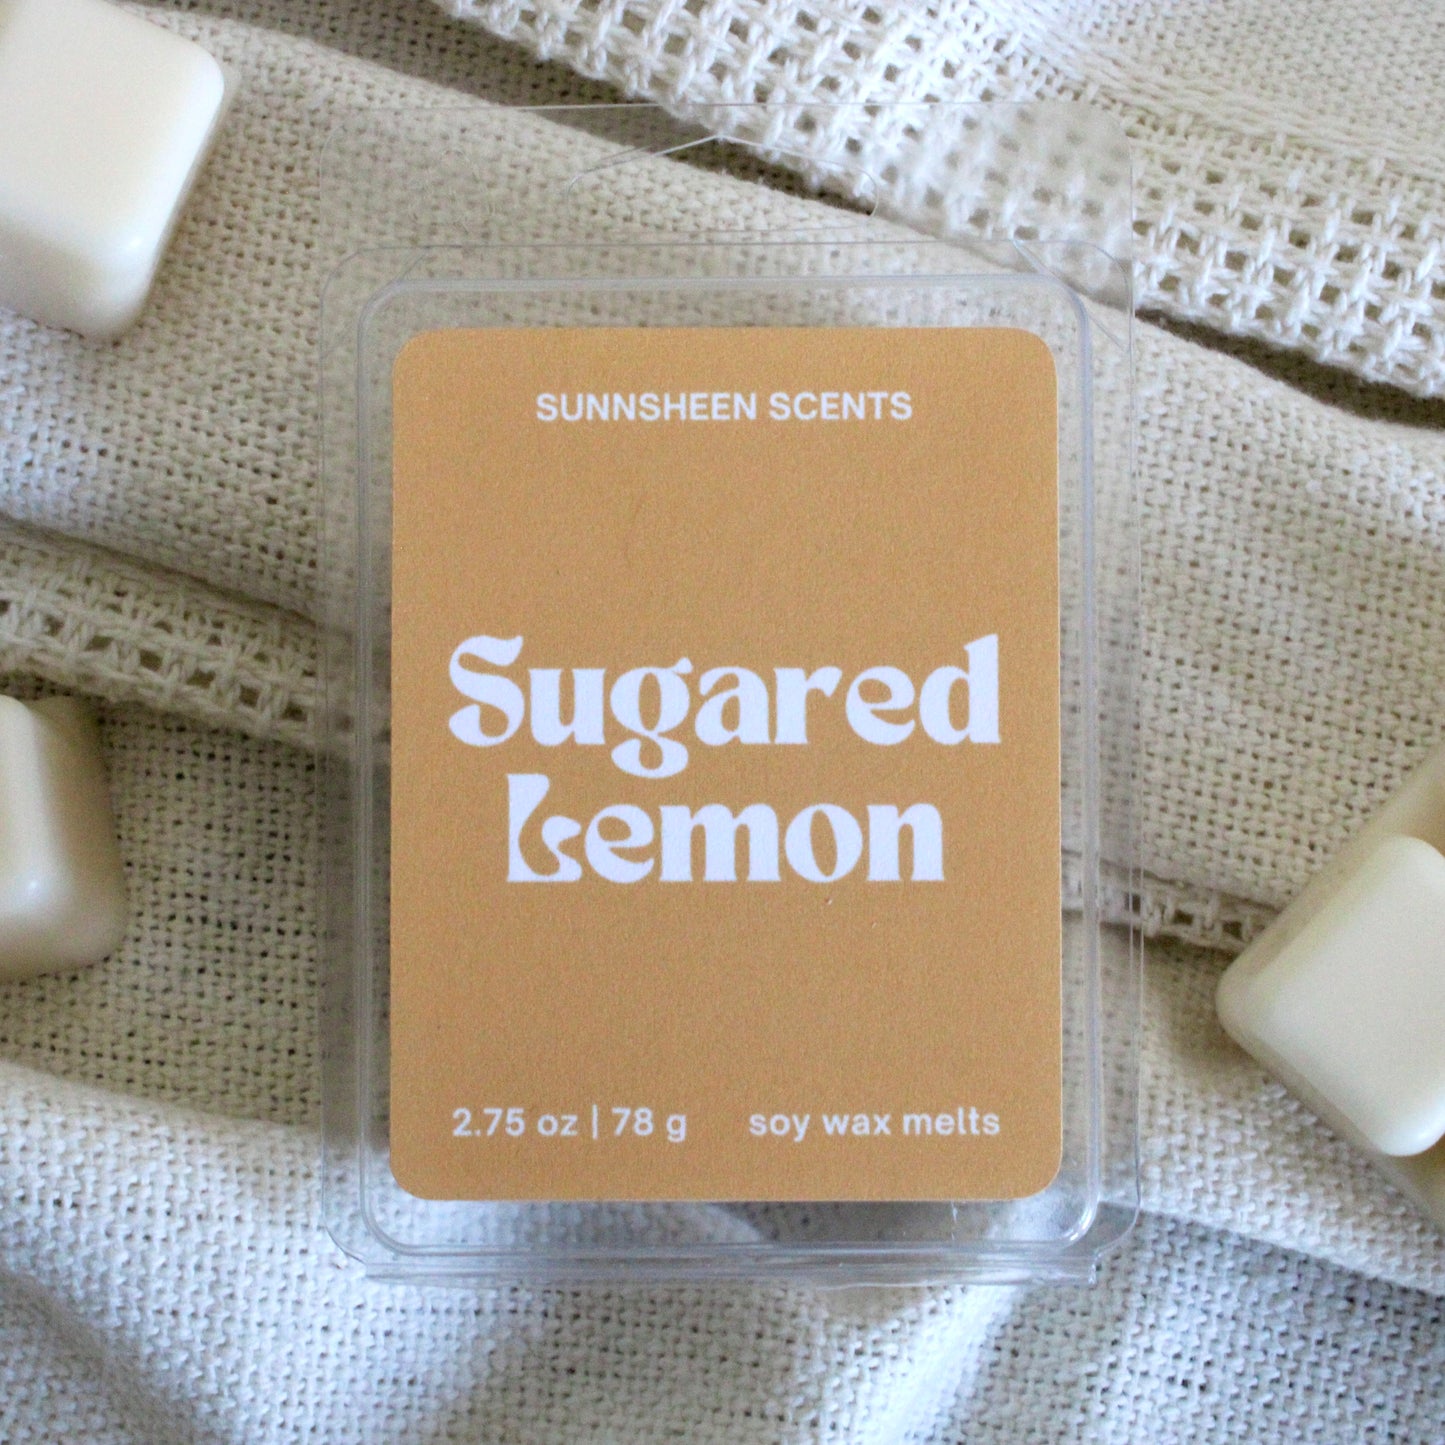 SUNNSHEEN SCENTS
Sugared
Lemon
2.75 oz | 78 g soy wax melts